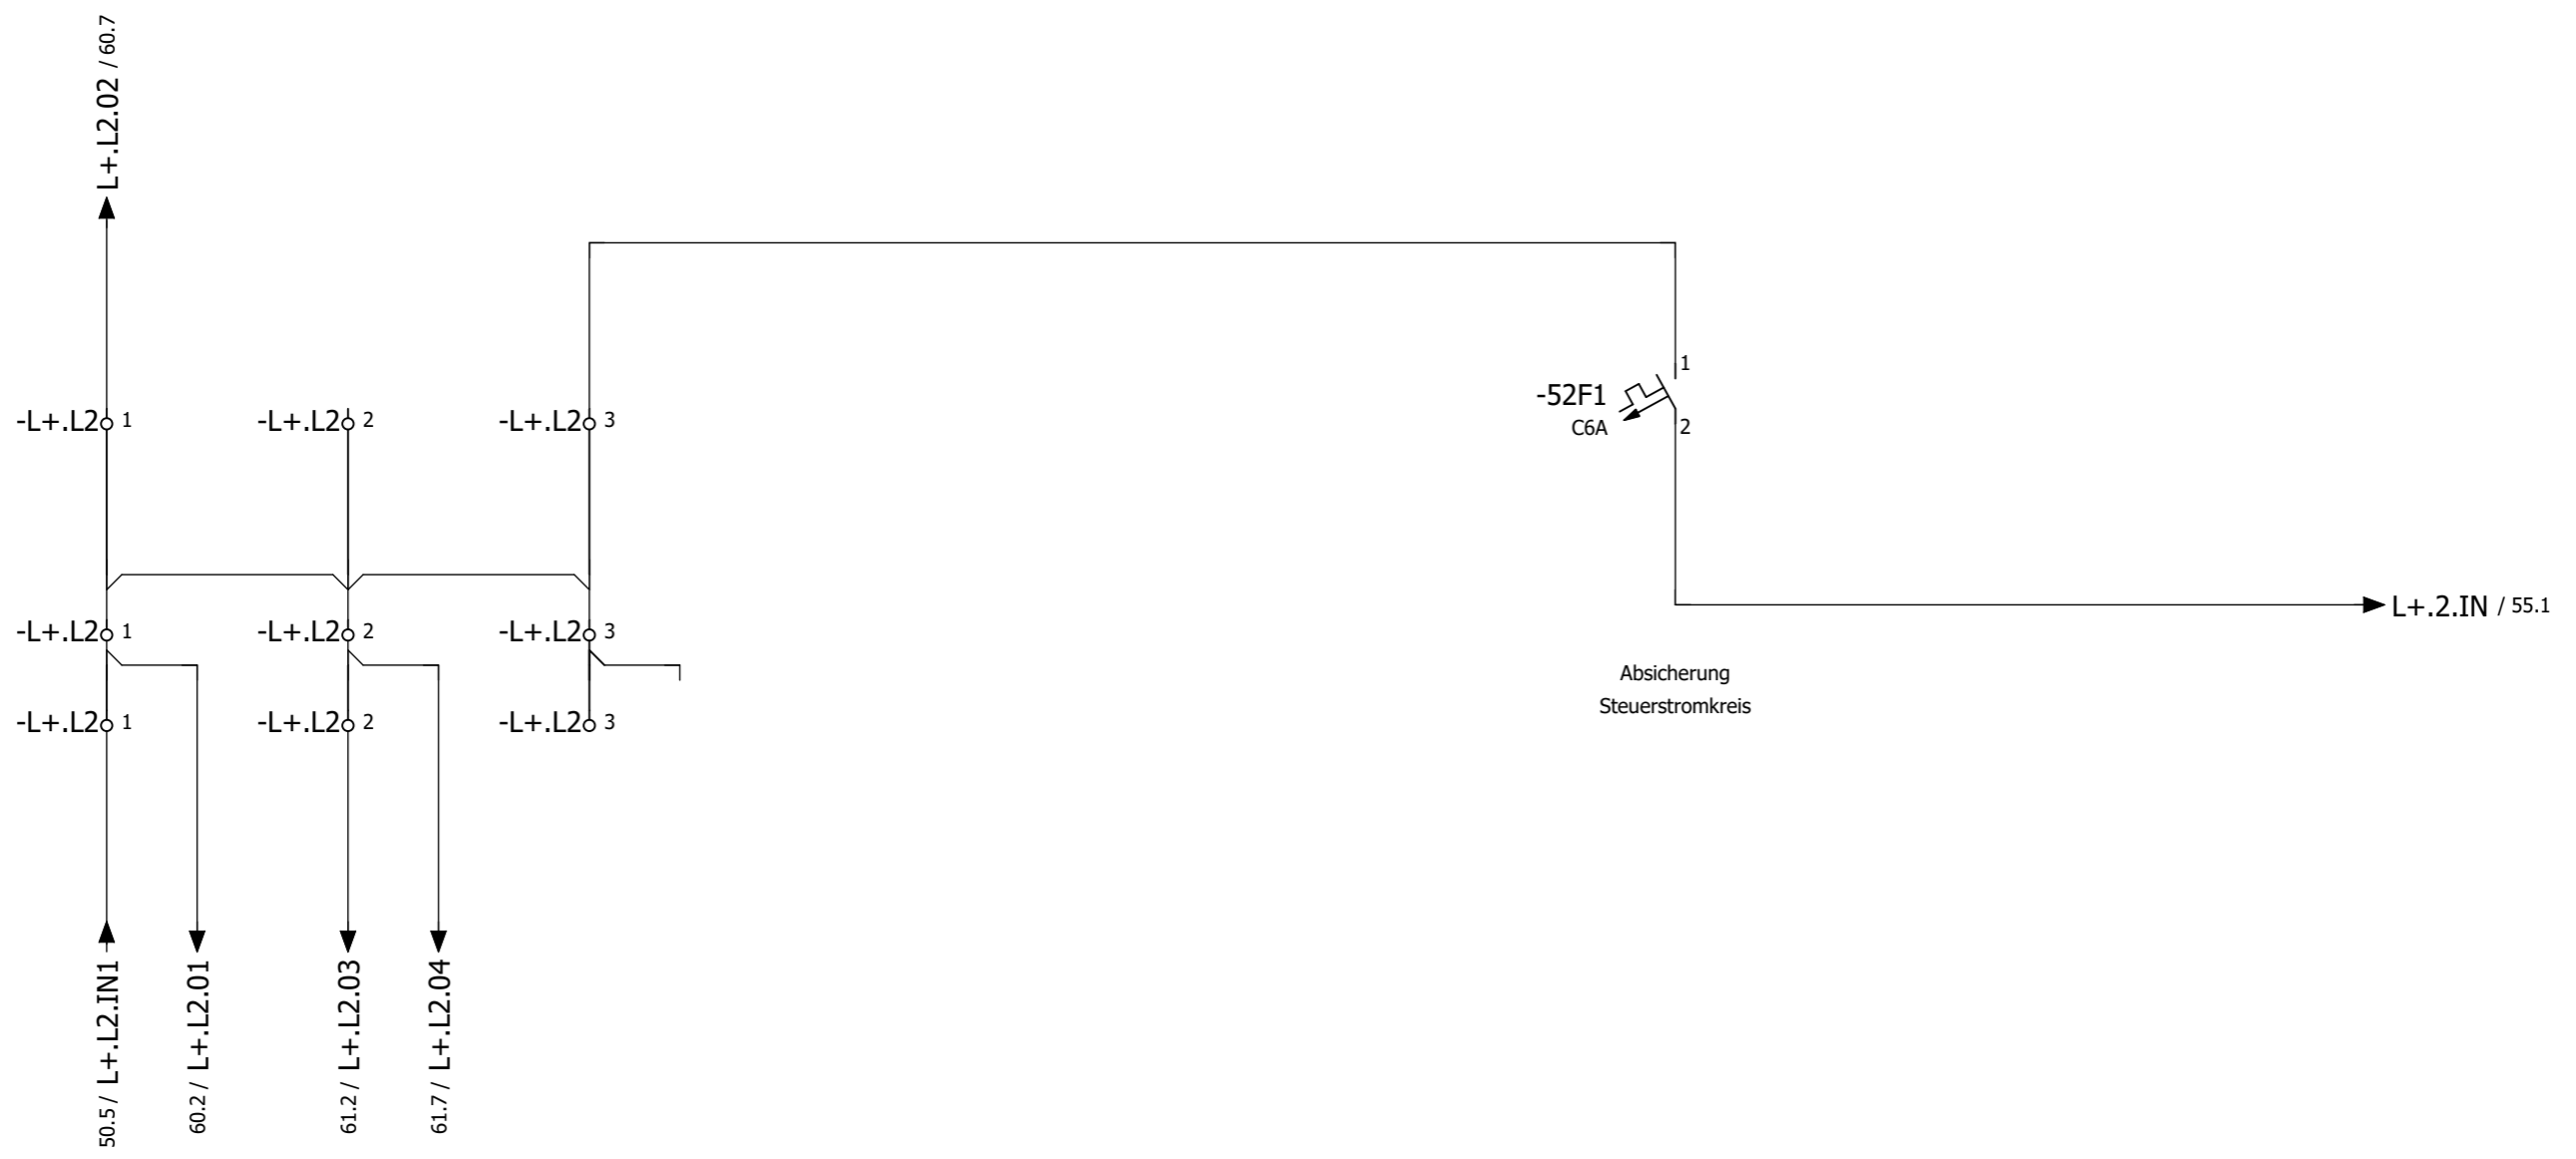 L+.L2.02 / 60.7
-L+.L2 1
-L+.L2 2
-L+.L2 3
-52F1
C6A
1
2
-L+.L2 1
-L+.L2 2
-L+.L2 3
L+.2.IN / 55.1
-L+.L2 1
-L+.L2 2
-L+.L2 3
Absicherung
Steuerstromkreis
50.5 / L+.L2.IN1
60.2 / L+.L2.01
61.2 / L+.L2.03
61.7 / L+.L2.04